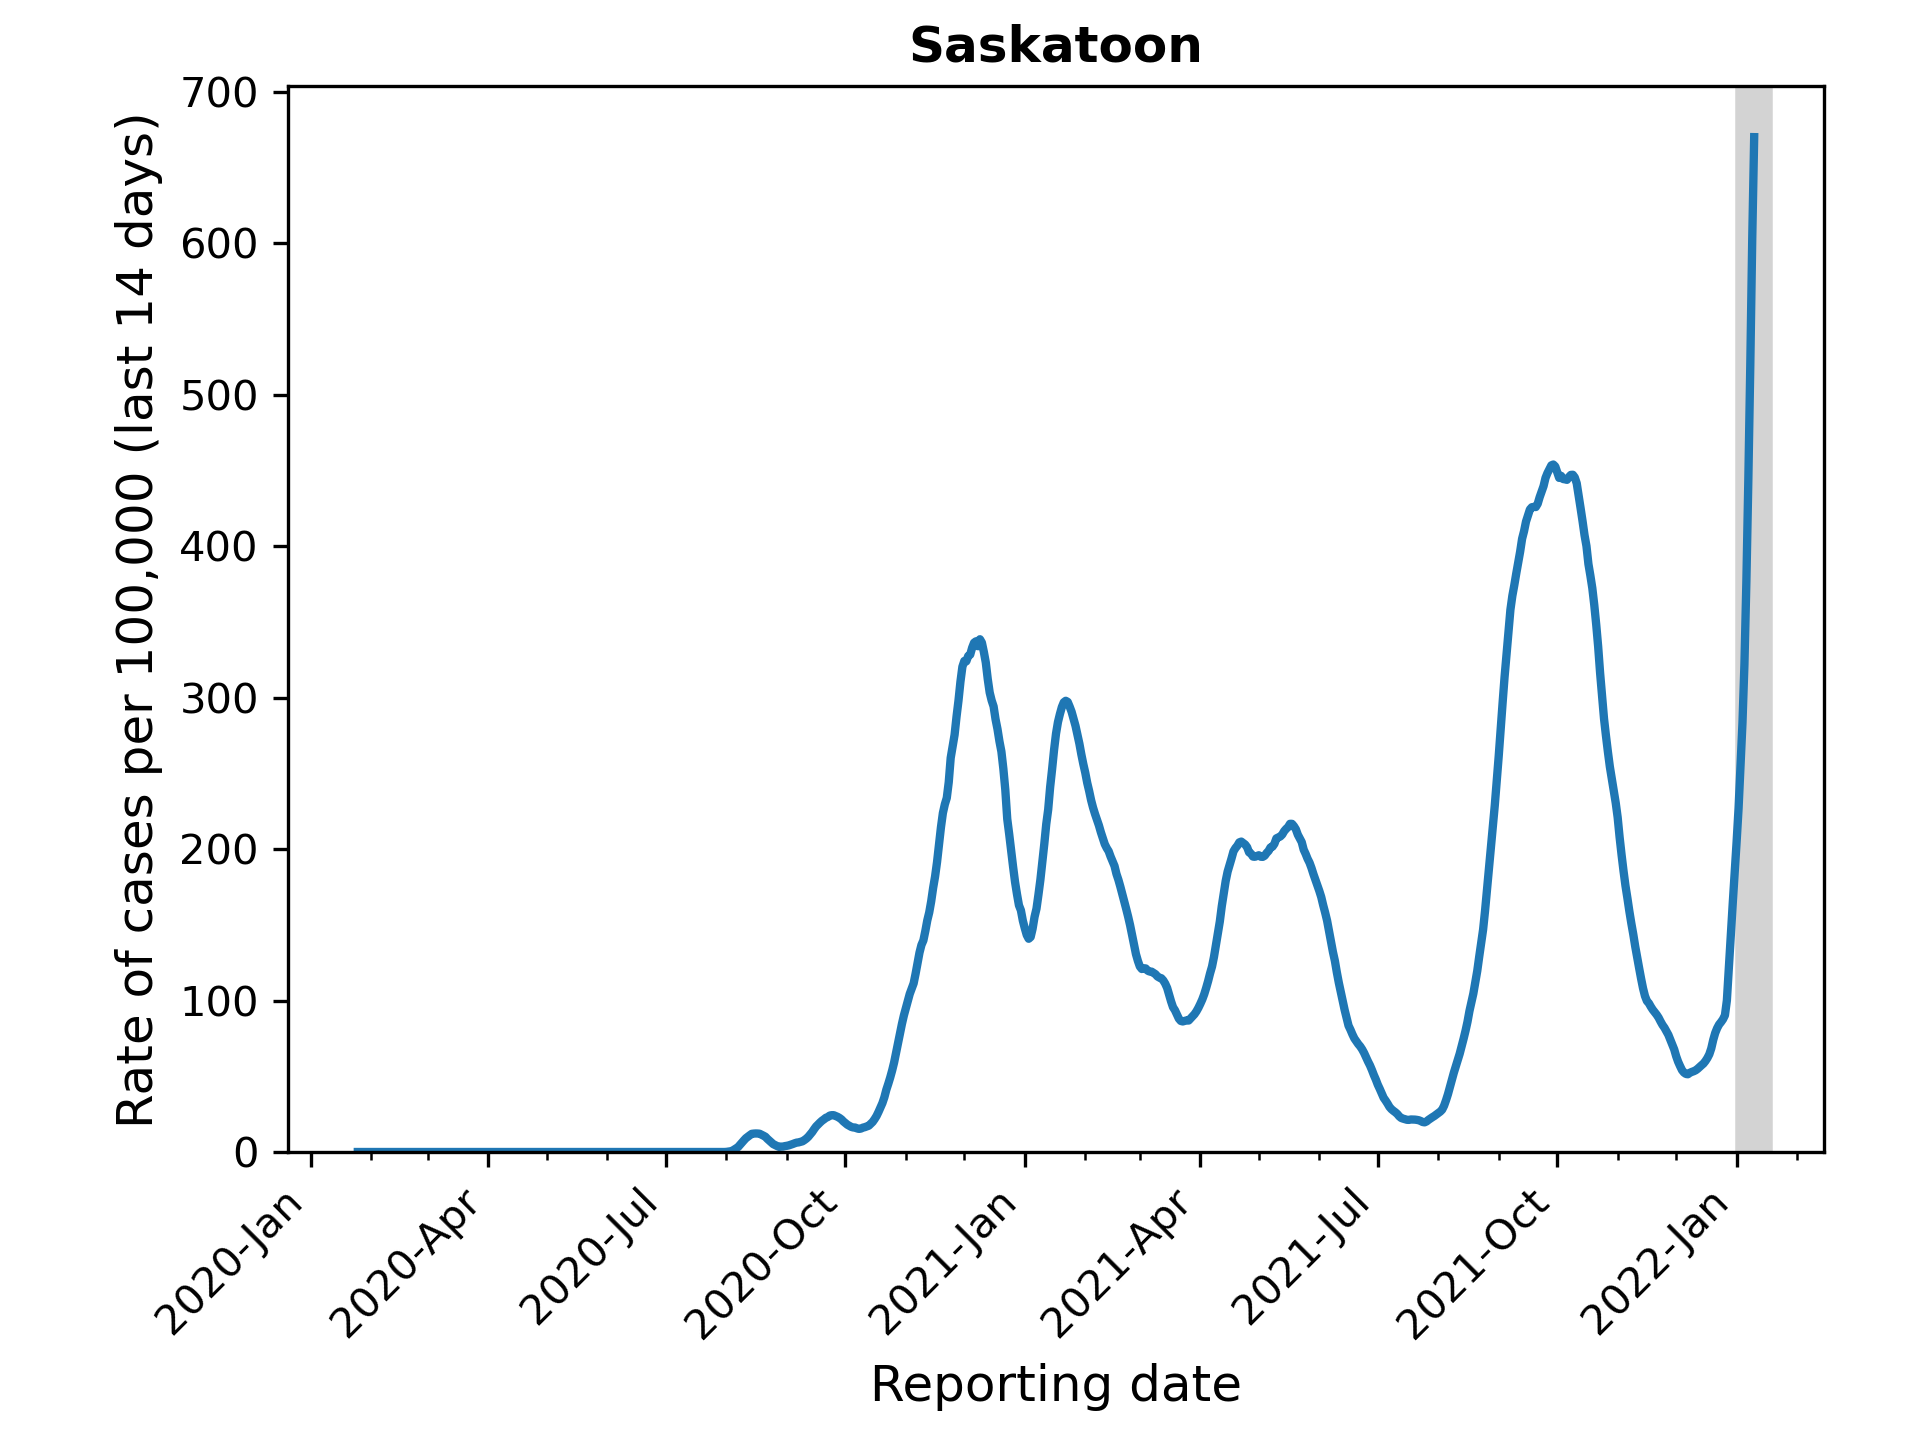 Saskatoon
Rate of cases per 100,000 (last 14 days)
700
600
500
400
300
200
100
0
2020-Jan
2020-Apr
2020-Jul
2020-Oct
2021-Jan
2021-Apr
2021-Jul
2021-Oct
2022-Jan
Reporting date